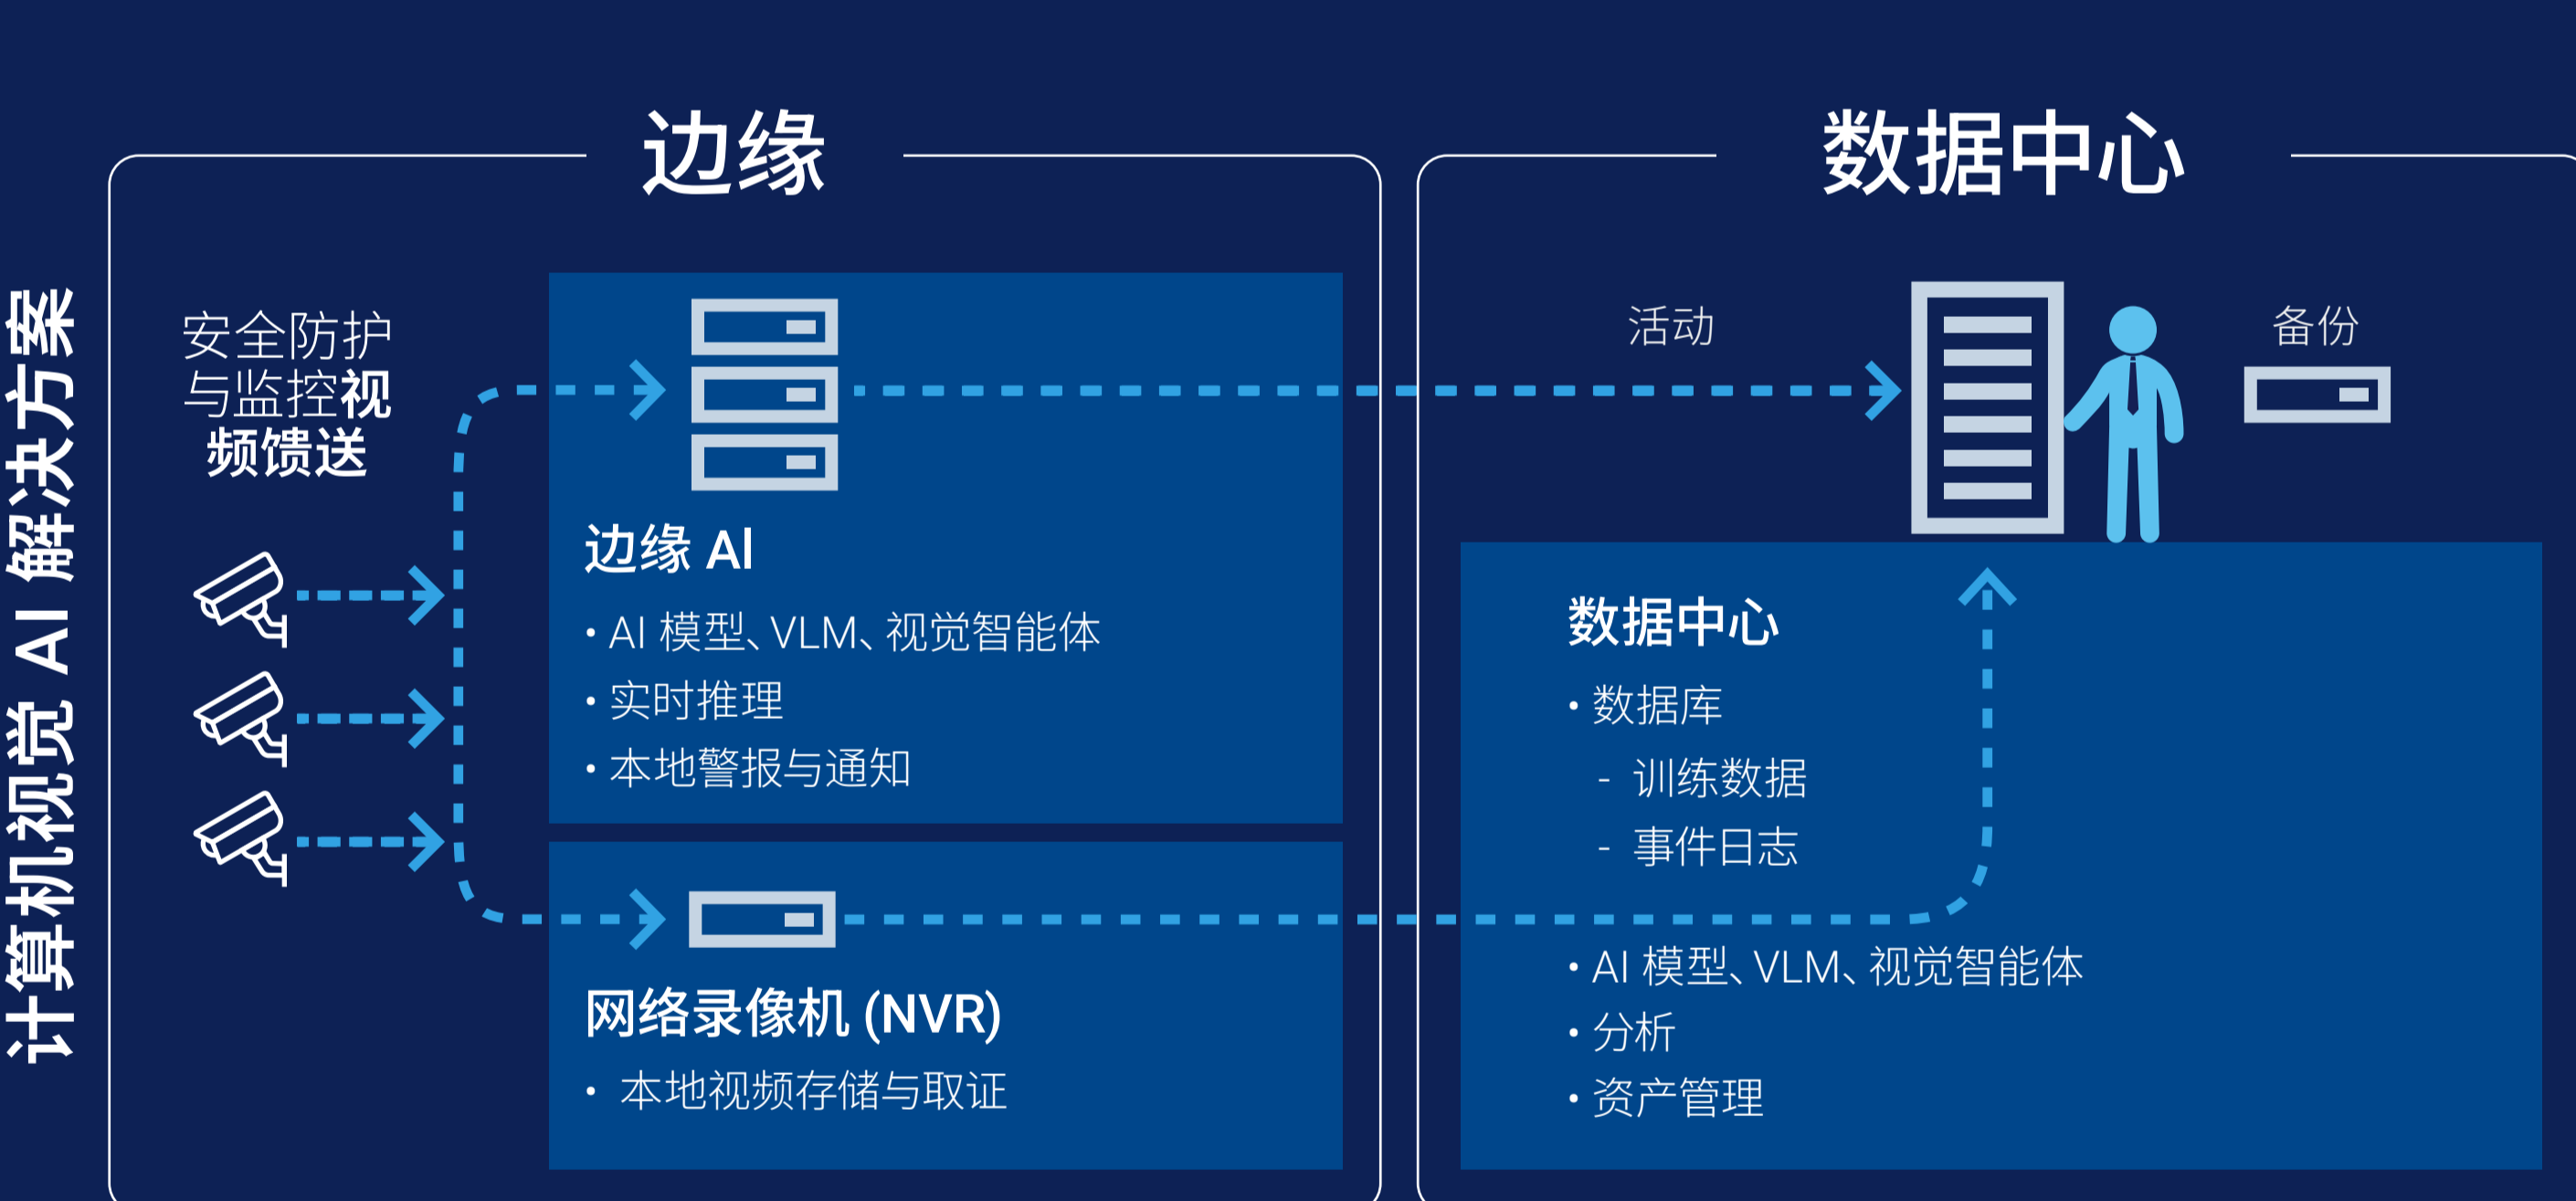 计算机视觉 AI 解决方案
边缘
安全防护
与监控视
频馈送
边缘 AI
• AI 模型、VLM、视觉智能体
• 实时推理
• 本地警报与通知
网络录像机 (NVR)
• 本地视频存储与取证
数据中心
活动
备份
数据中心
• 数据库
- 训练数据
- 事件日志
• AI 模型、VLM、视觉智能体
• 分析
• 资产管理